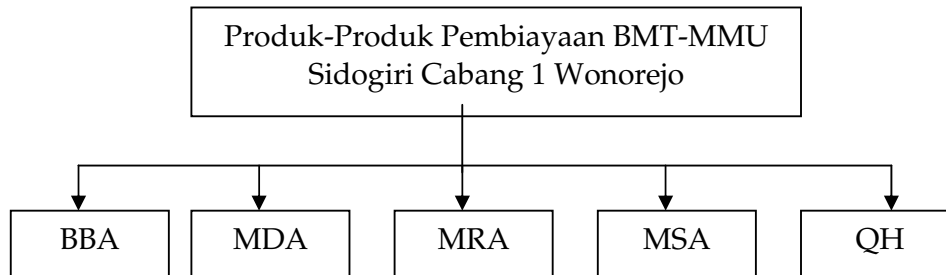 Produk-Produk Pembiayaan BMT-MMU
Sidogiri Cabang 1 Wonorejo
BBA
MDA
MRA
MSA
QH